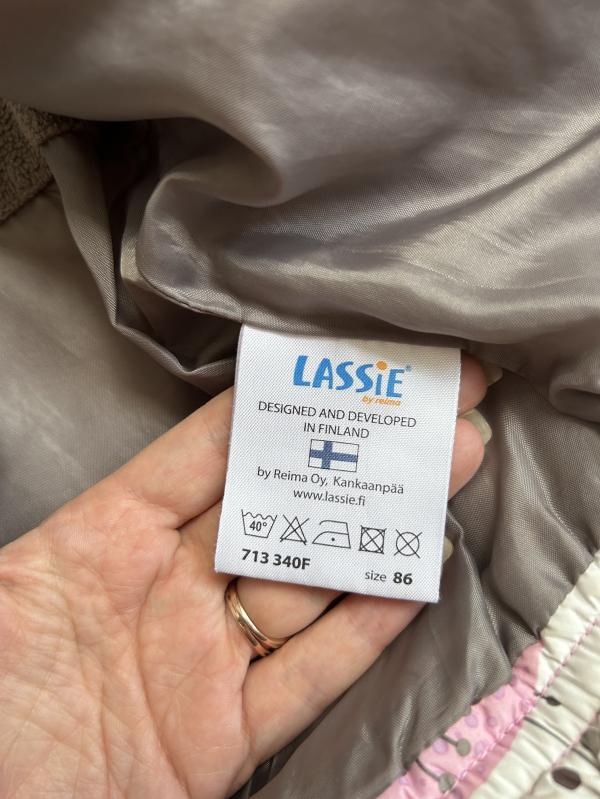 LASSiE®
by reima
DESIGNED AND DEVELOPED
IN FINLAND
by Reima Oy, Kankaanpää
www.lassie.fi
40°
713 340F
size 86